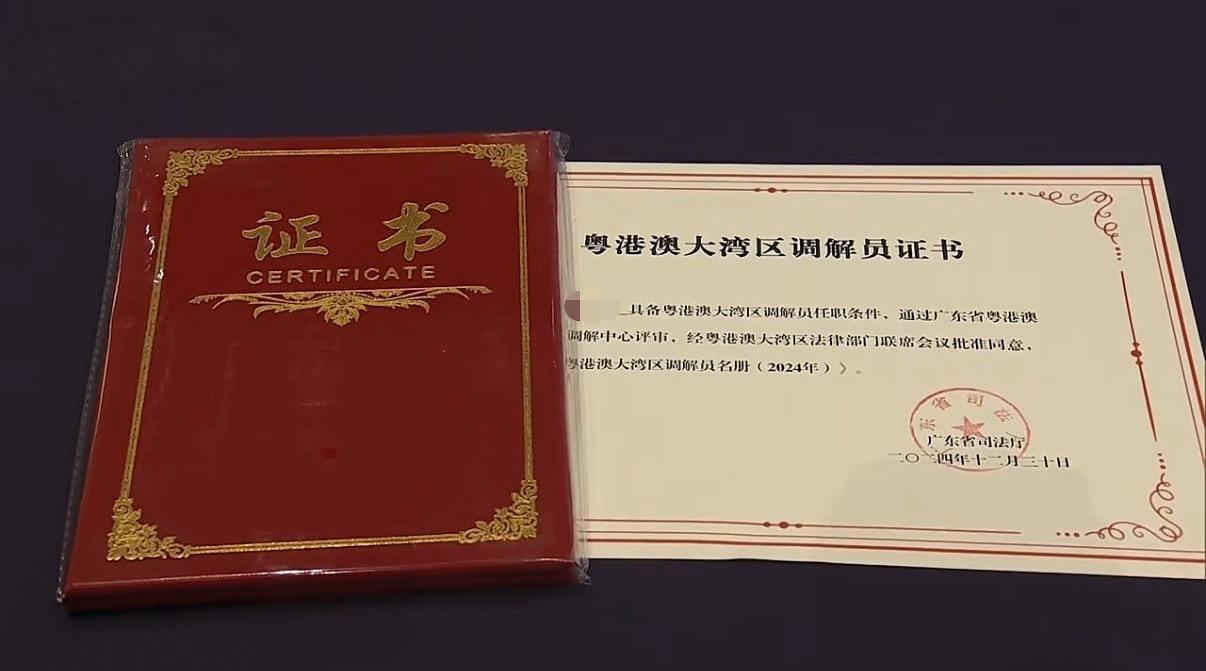 证书
CERTIFICATE
粤港澳大湾区调解员证书
具备粤港澳大湾区调解员任职条件，通过广东省粤港澳
调解中心评审，经粤港澳大湾区法律部门联席会议批准同意，
粤港澳大湾区调解员名册（2024年）》。
东省司法
广东省司法厅
二〇二四年十二月三十日